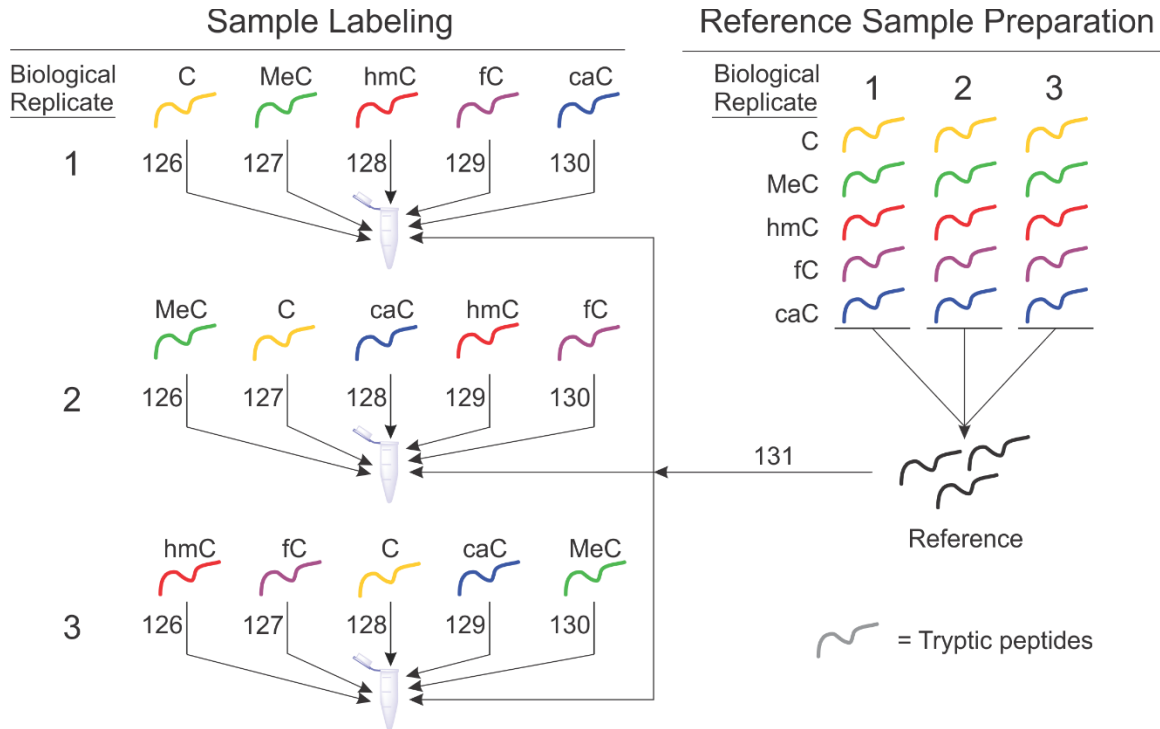 Sample Labeling
Biological
Replicate
C MeC hmC fC caC
1
126 127 128 129 130
MeC C caC hmC fC
2
126 127 128 129 130
hmC fC C caC MeC
3
126 127 128 129 130
Reference Sample Preparation
Biological
Replicate
1 2 3
C
MeC
hmC
fC
caC
131
Reference
= Tryptic peptides